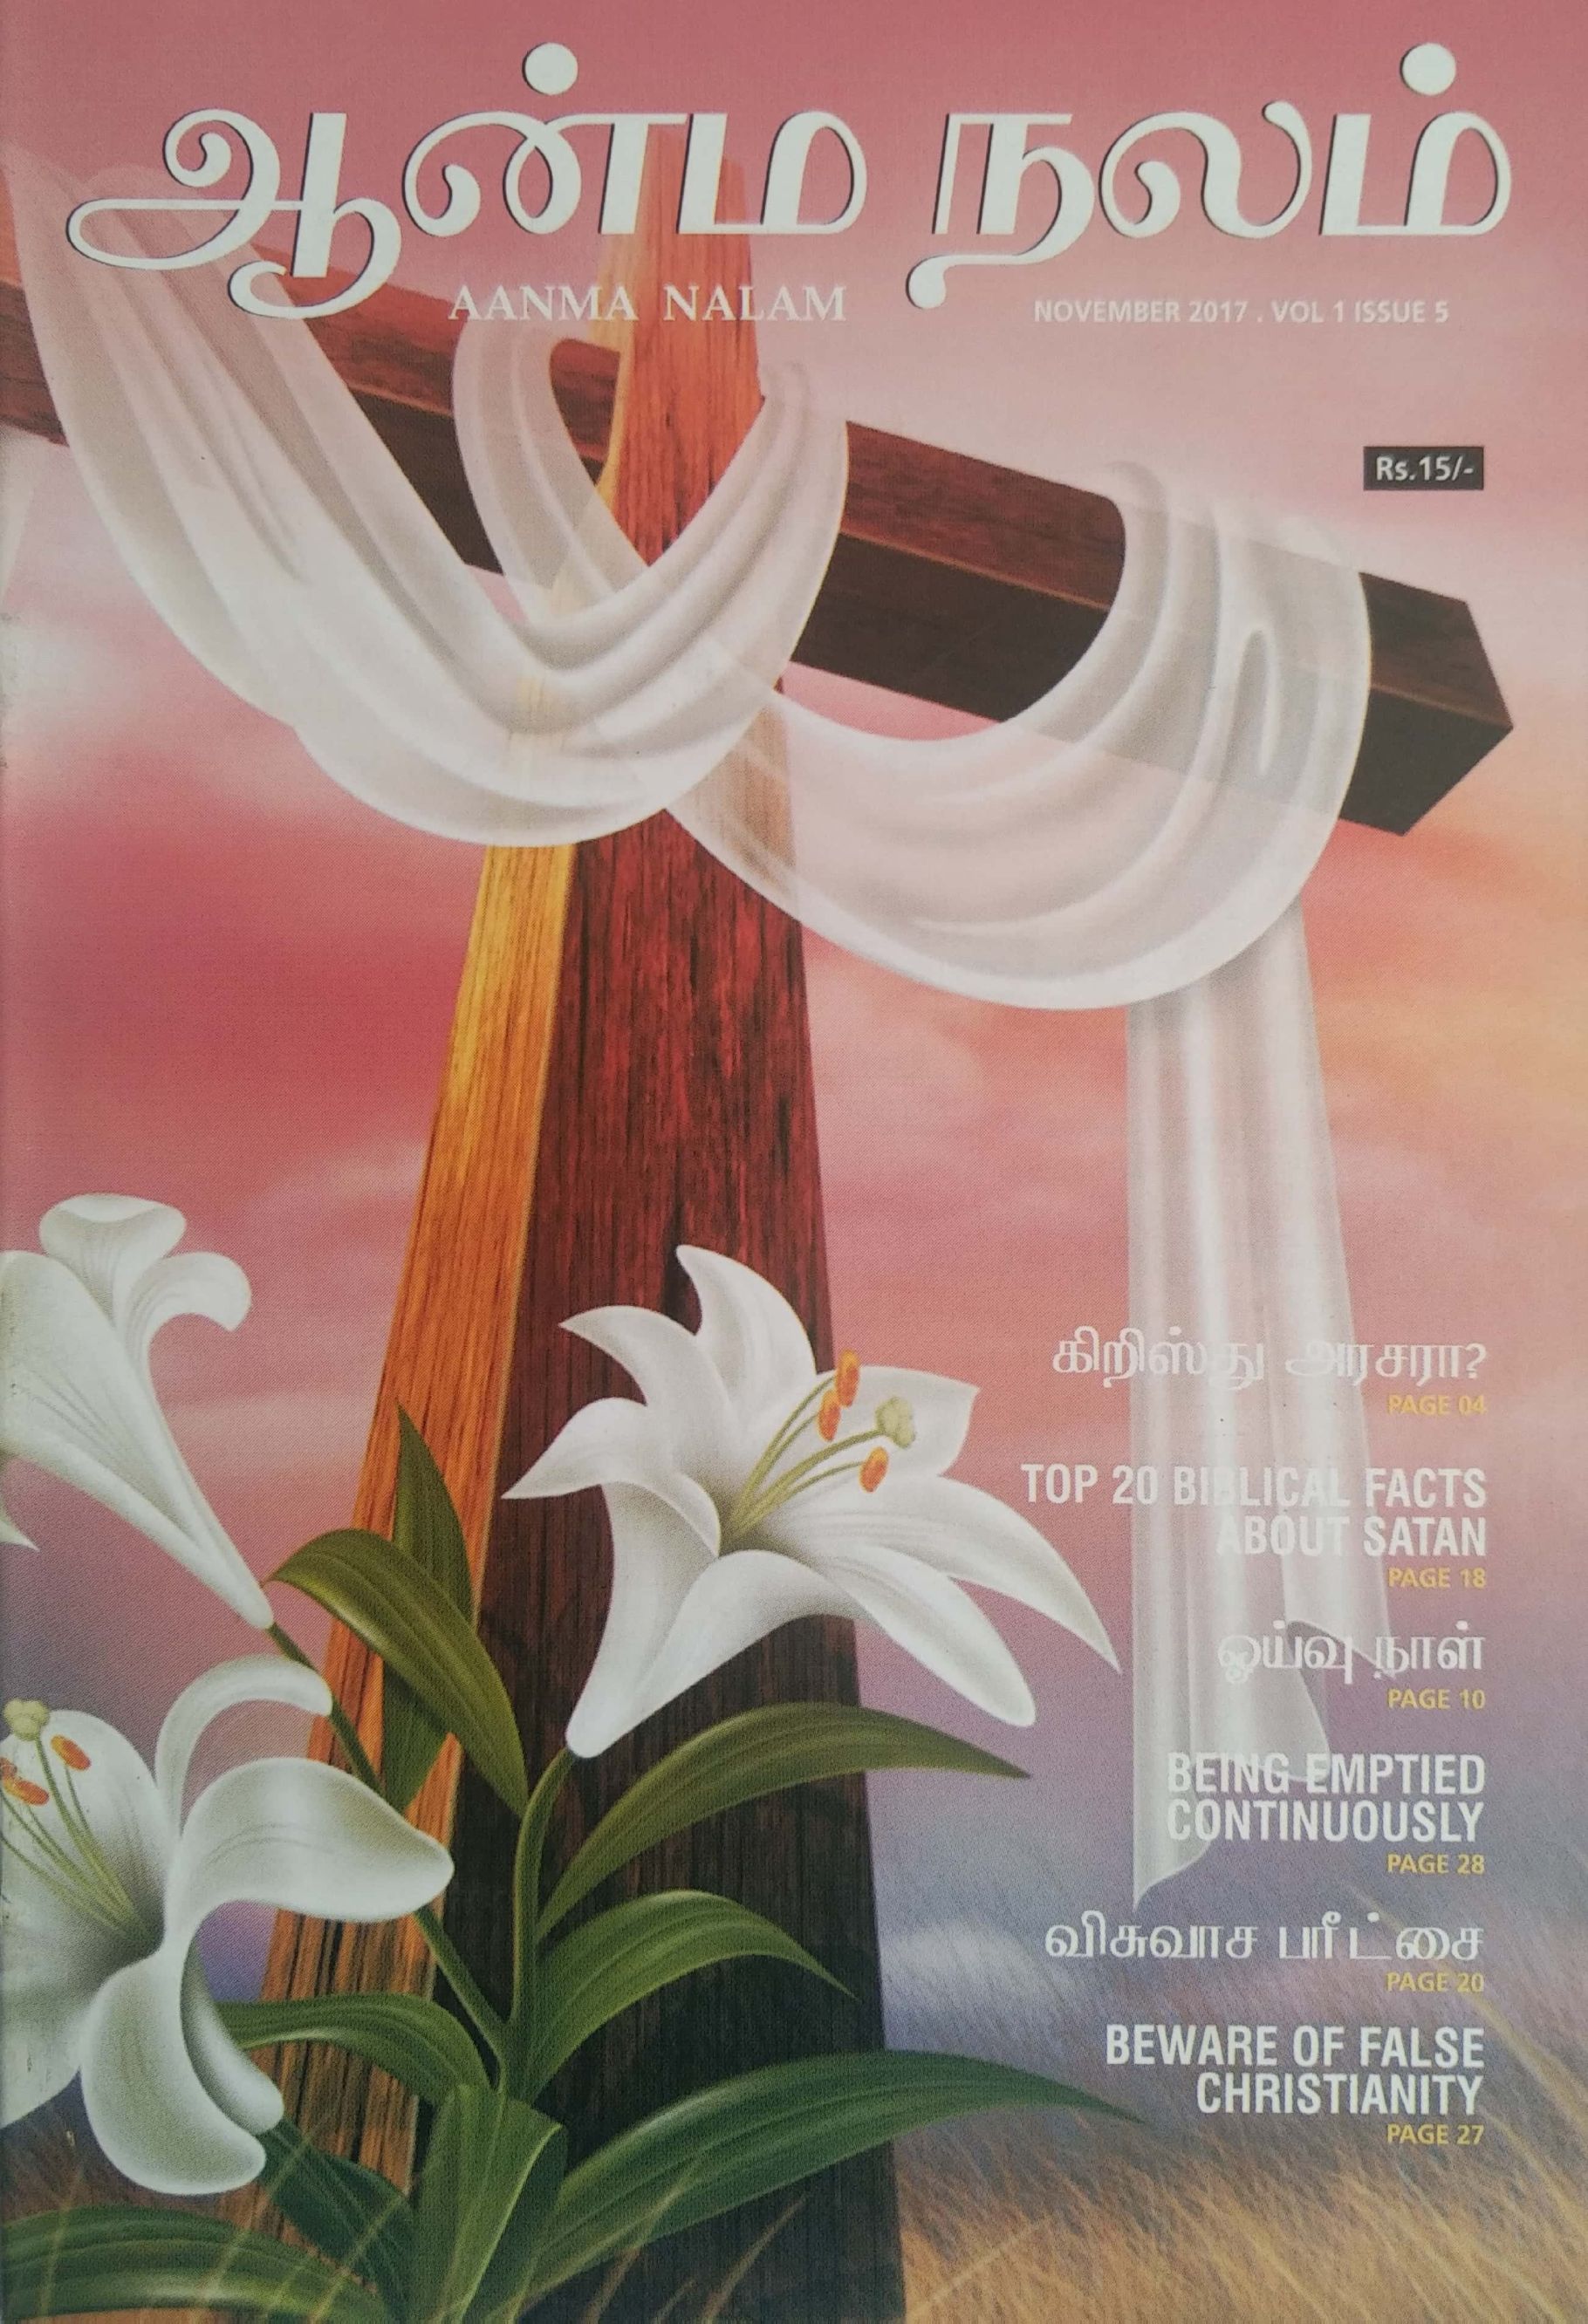 ஆன்ம நலம்
AANMA NALAM
NOVEMBER 2017 . VOL 1 ISSUE 5
Rs.15/-
கிறிஸ்து அரசரா?
PAGE 04
TOP 20 BIBLICAL FACTS
ABOUT SATAN
PAGE 18
ஓய்வு நாள்
PAGE 10
BEING EMPTIED
CONTINUOUSLY
PAGE 28
விசுவாச பரீட்சை
PAGE 20
BEWARE OF FALSE
CHRISTIANITY
PAGE 27